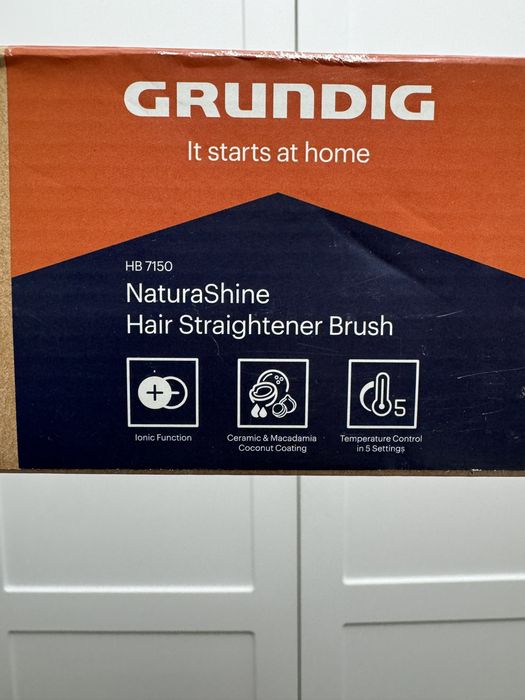 GRUNDIG
It starts at home
HB 7150
NaturaShine
Hair Straightener Brush
5
Ionic Function
Ceramic & Macadamia
Coconut Coating
Temperature Control
in 5 Settings